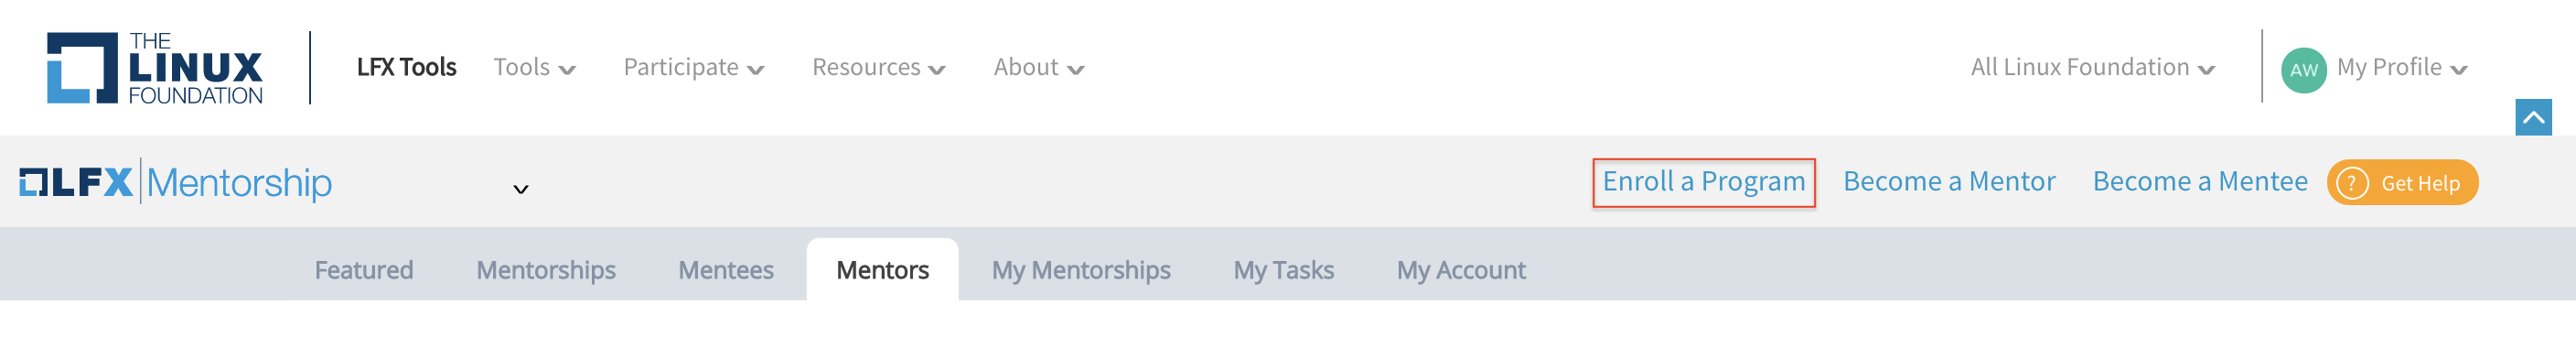 THE
LINUX
FOUNDATION
LFX Tools Tools Participate Resources About All Linux Foundation AW My Profile
LFX Mentorship Enroll a Program Become a Mentor Become a Mentee ? Get Help
Featured Mentorships Mentees Mentors My Mentorships My Tasks My Account